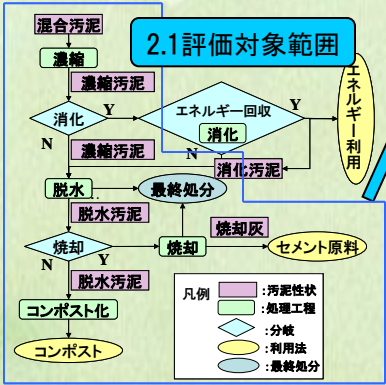 混合汚泥
2.1評価対象範囲
濃縮
濃縮汚泥
消化
Y
エネルギー回収
消化
Y
エネルギー利用
N
濃縮汚泥
N
消化汚泥
脱水
最終処分
脱水汚泥
焼却
Y
焼却
焼却灰
セメント原料
N
脱水汚泥
コンポスト化
コンポスト
凡例
:汚泥性状
:処理工程
:分岐
:利用法
:最終処分